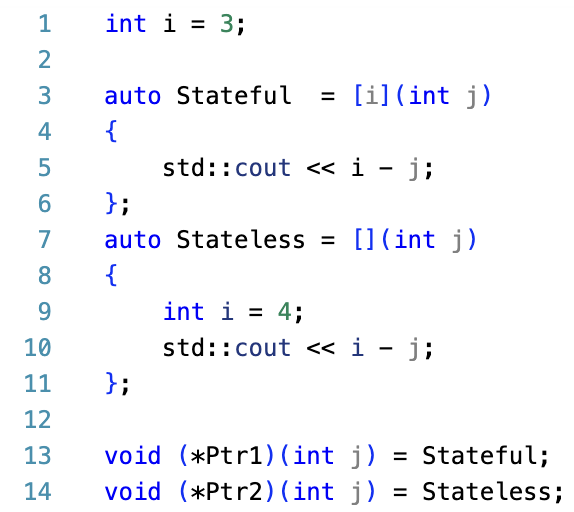 1 int i = 3;
2
3 auto Stateful  = [i](int j)
4 {
5     std::cout << i - j;
6 };
7 auto Stateless = [](int j)
8 {
9     int i = 4;
10     std::cout << i - j;
11 };
12
13 void (*Ptr1)(int j) = Stateful;
14 void (*Ptr2)(int j) = Stateless;